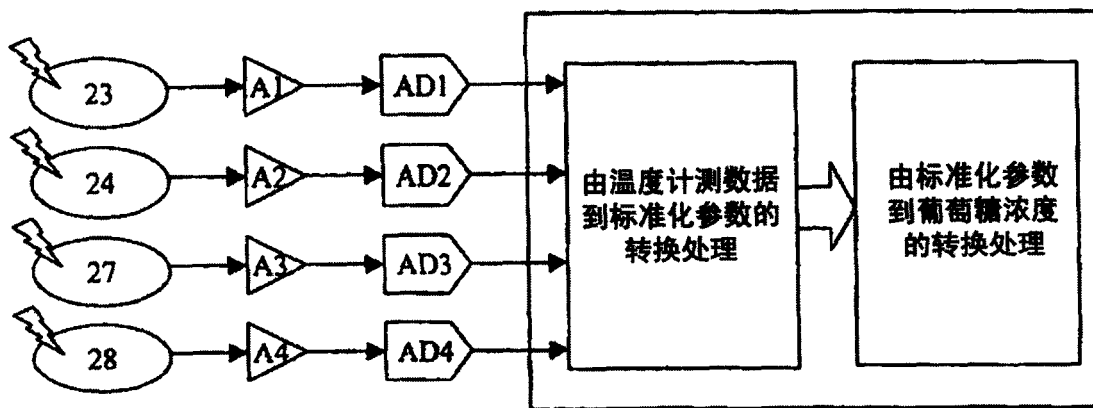 23 A1 AD1
24 A2 AD2
27 A3 AD3
28 A4 AD4
由温度计测数据
到标准化参数的
转换处理
由标准化参数
到葡萄糖浓度
的转换处理